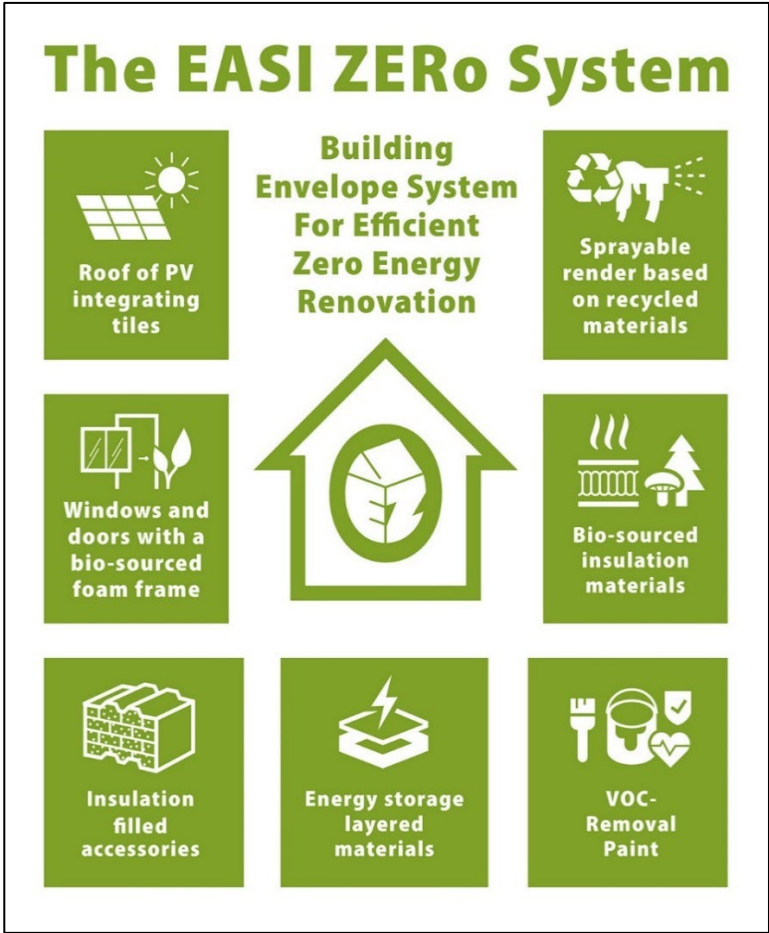 The EASI ZERo System
Building
Envelope System
For Efficient
Zero Energy
Renovation
Roof of PV
integrating
tiles
Sprayable
render based
on recycled
materials
Windows and
doors with a
bio-sourced
foam frame
Bio-sourced
insulation
materials
Insulation
filled
accessories
Energy storage
layered
materials
VOC-
Removal
Paint